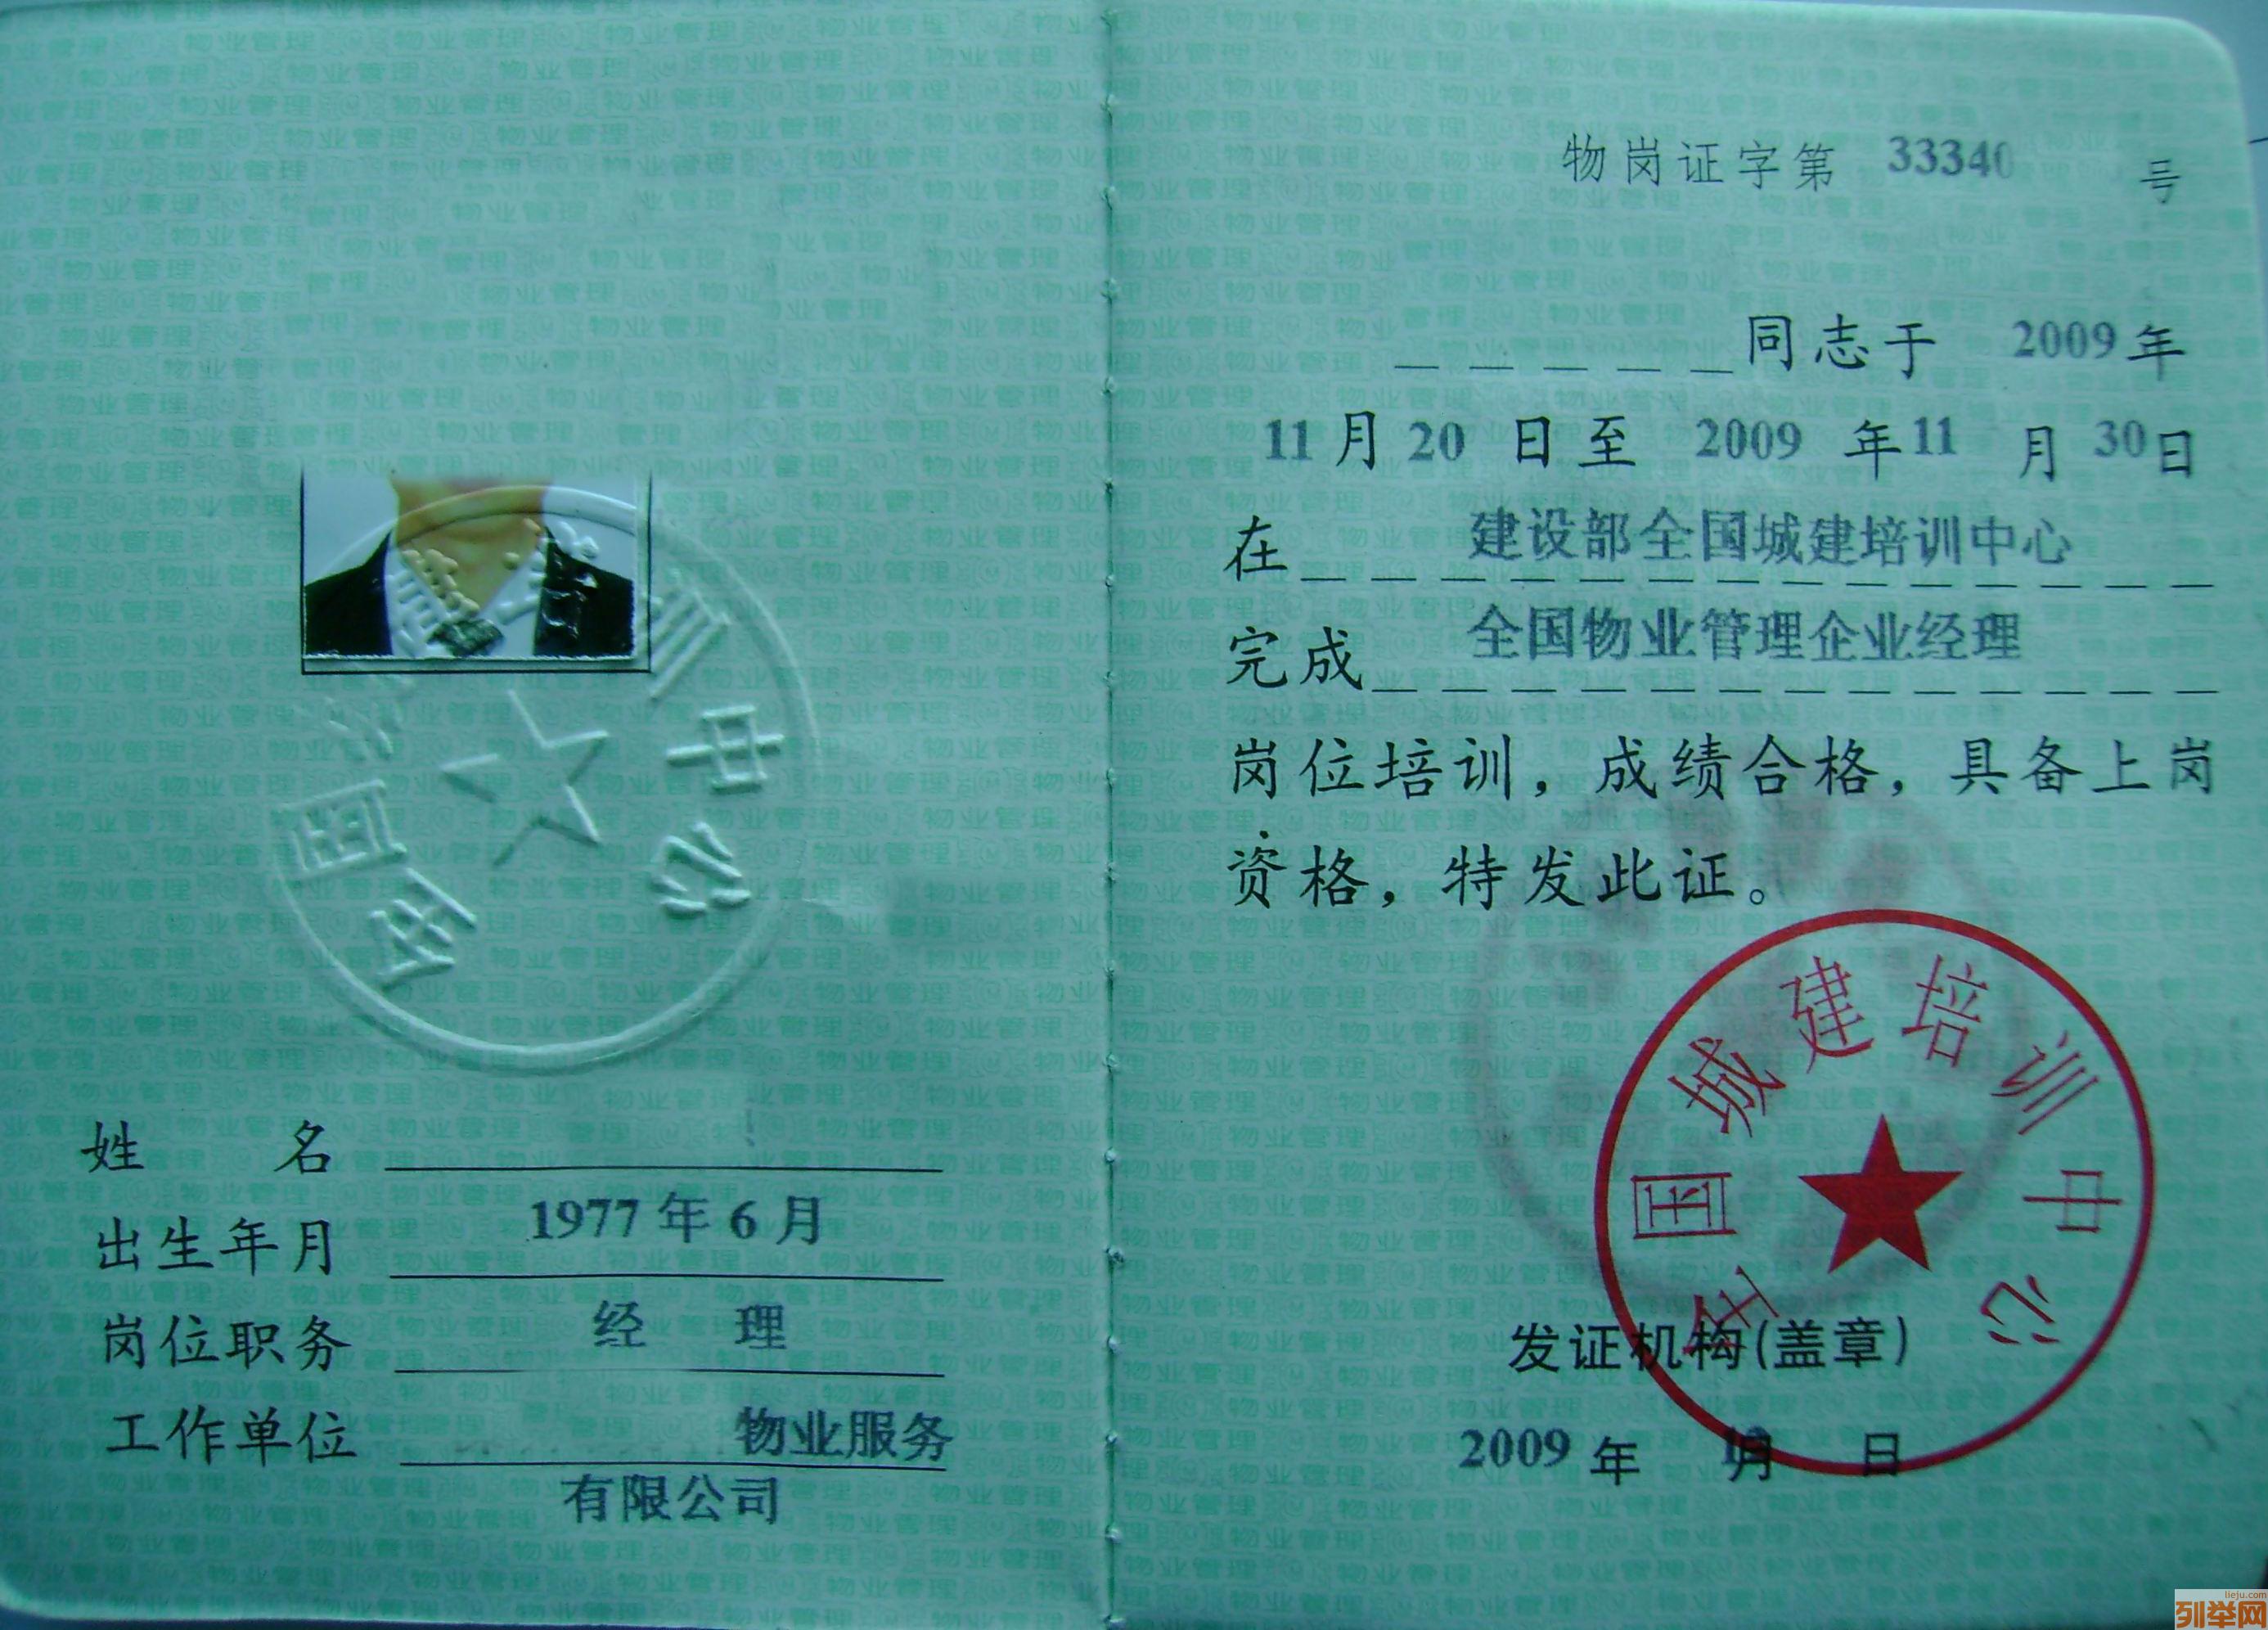 姓 名
出生年月 1977 年 6 月
岗位职务 经 理
工作单位 物业服务
有限公司
物岗证字第 33340 号
同志于 2009 年
11 月 20 日至 2009 年 11 月 30 日
在 建设部全国城建培训中心
完成 全国物业管理企业经理
岗位培训，成绩合格，具备上岗
资格，特发此证。
全国城建培训中心
发证机构(盖章)
2009 年 12 月 日
lieju.com
列举网